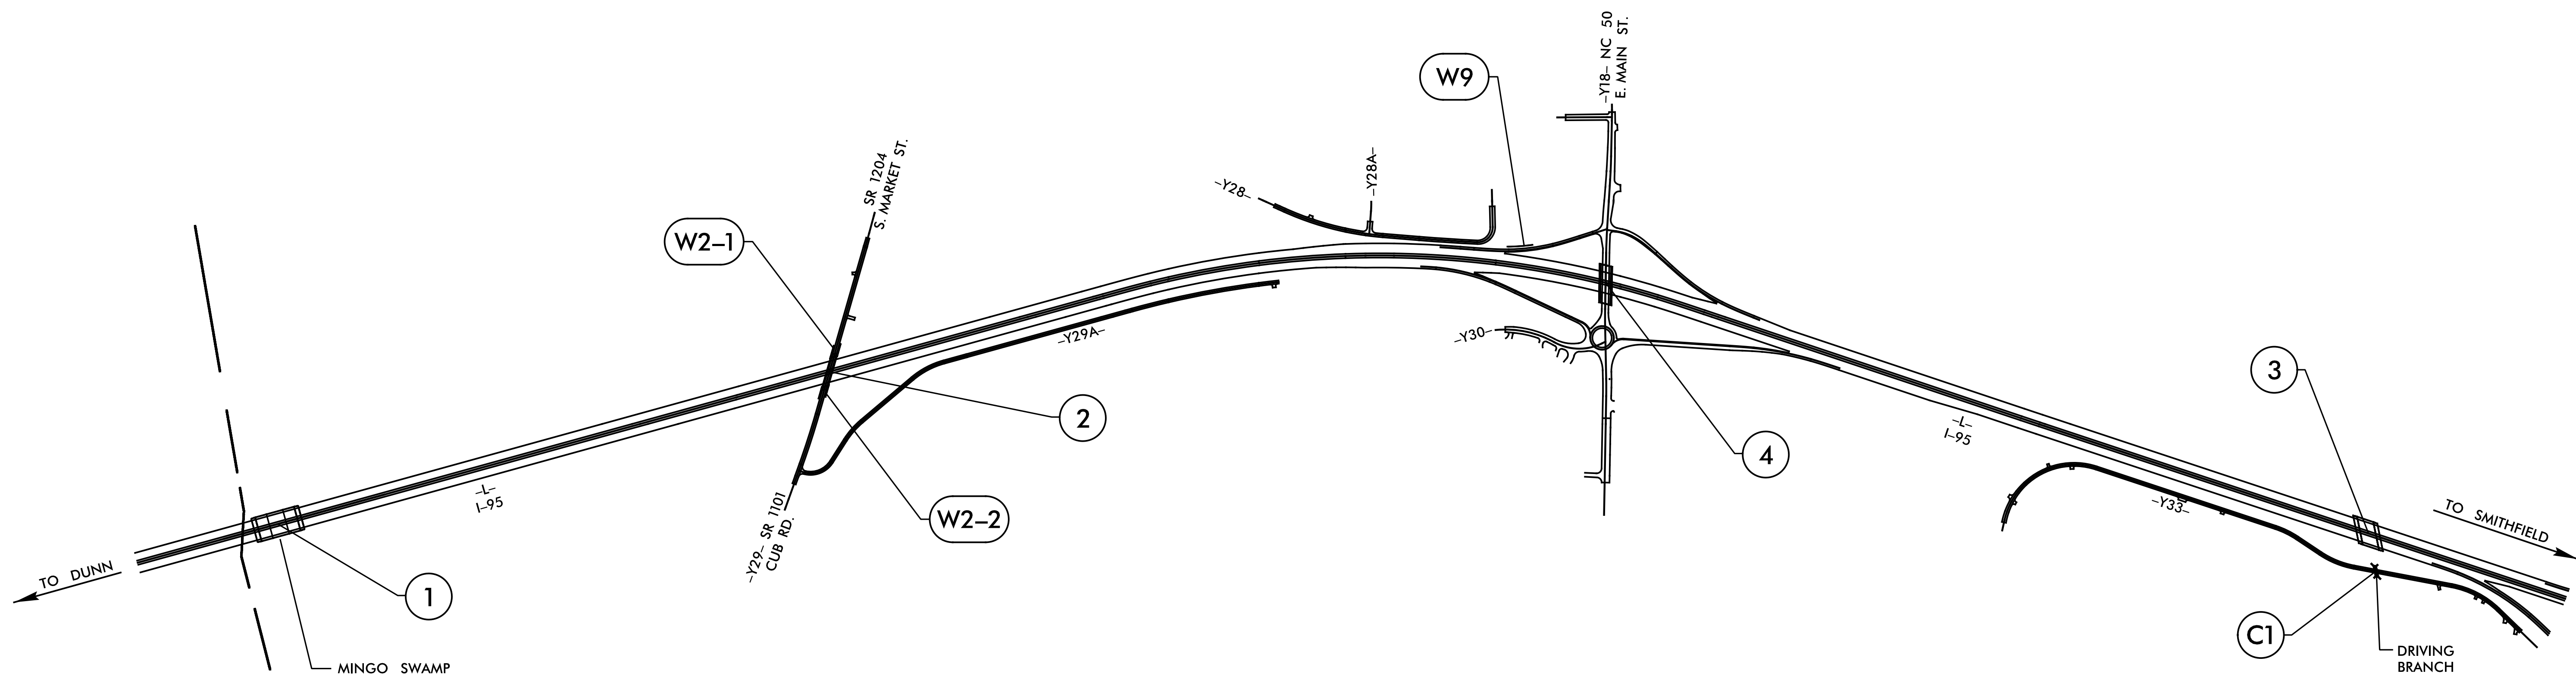 –Y18– NC 50
E. MAIN ST.
W9
SR 1204
S. MARKET ST.
–Y28–
–Y28A–
W2–1
–Y29A–
–Y30–
2
4
3
–L–
I–95
–L–
I–95
–Y33–
TO SMITHFIELD
W2–2
–Y29– SR 1101
CUB RD.
TO DUNN
1
C1
MINGO SWAMP
DRIVING
BRANCH